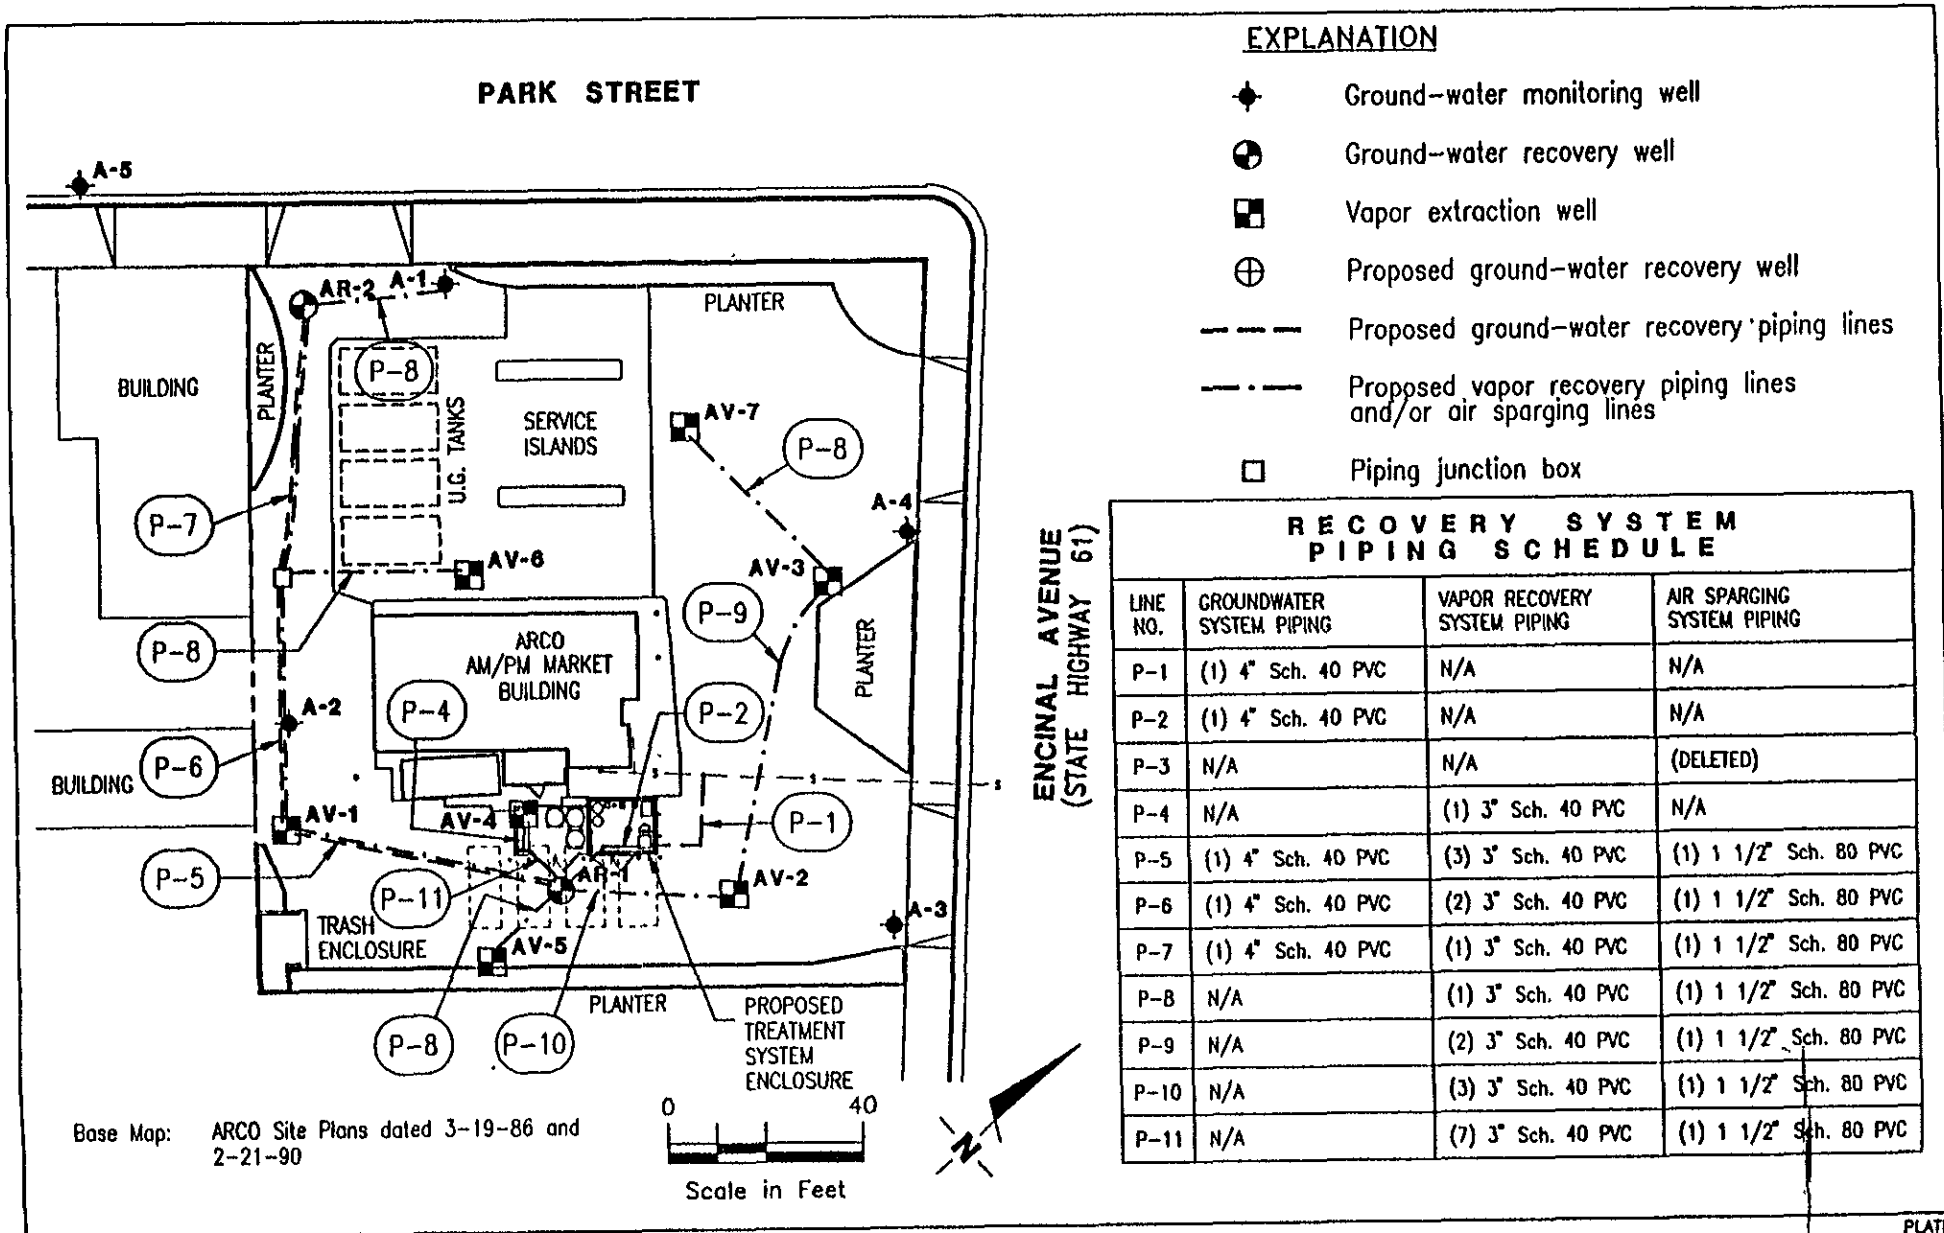 EXPLANATION
PARK STREET
Ground-water monitoring well
Ground-water recovery well
Vapor extraction well
Proposed ground-water recovery well
Proposed ground-water recovery piping lines
Proposed vapor recovery piping lines
and/or air sparging lines
Piping junction box
A-5
AR-2
A-1
PLANTER
P-8
BUILDING
PLANTER
U.G. TANKS
SERVICE
ISLANDS
AV-7
P-8
P-7
A-4
AV-6
AV-3
P-9
P-8
ARCO
AM/PM MARKET
BUILDING
PLANTER
P-4
P-2
A-2
P-6
BUILDING
S
S
S
AV-1
AV-4
P-1
P-5
P-11
AR-1
AV-2
A-3
TRASH
ENCLOSURE
AV-5
PLANTER
P-8
P-10
PROPOSED
TREATMENT
SYSTEM
ENCLOSURE
ENCINAL AVENUE
(STATE HIGHWAY 61)
RECOVERY SYSTEM
PIPING SCHEDULE
LINE NO. GROUNDWATER SYSTEM PIPING VAPOR RECOVERY SYSTEM PIPING AIR SPARGING SYSTEM PIPING
P-1 (1) 4" Sch. 40 PVC N/A N/A
P-2 (1) 4" Sch. 40 PVC N/A N/A
P-3 N/A N/A (DELETED)
P-4 N/A (1) 3" Sch. 40 PVC N/A
P-5 (1) 4" Sch. 40 PVC (3) 3" Sch. 40 PVC (1) 1 1/2" Sch. 80 PVC
P-6 (1) 4" Sch. 40 PVC (2) 3" Sch. 40 PVC (1) 1 1/2" Sch. 80 PVC
P-7 (1) 4" Sch. 40 PVC (1) 3" Sch. 40 PVC (1) 1 1/2" Sch. 80 PVC
P-8 N/A (1) 3" Sch. 40 PVC (1) 1 1/2" Sch. 80 PVC
P-9 N/A (2) 3" Sch. 40 PVC (1) 1 1/2" Sch. 80 PVC
P-10 N/A (3) 3" Sch. 40 PVC (1) 1 1/2" Sch. 80 PVC
P-11 N/A (7) 3" Sch. 40 PVC (1) 1 1/2" Sch. 80 PVC
Base Map: ARCO Site Plans dated 3-19-86 and
2-21-90
0 40
Scale in Feet
N